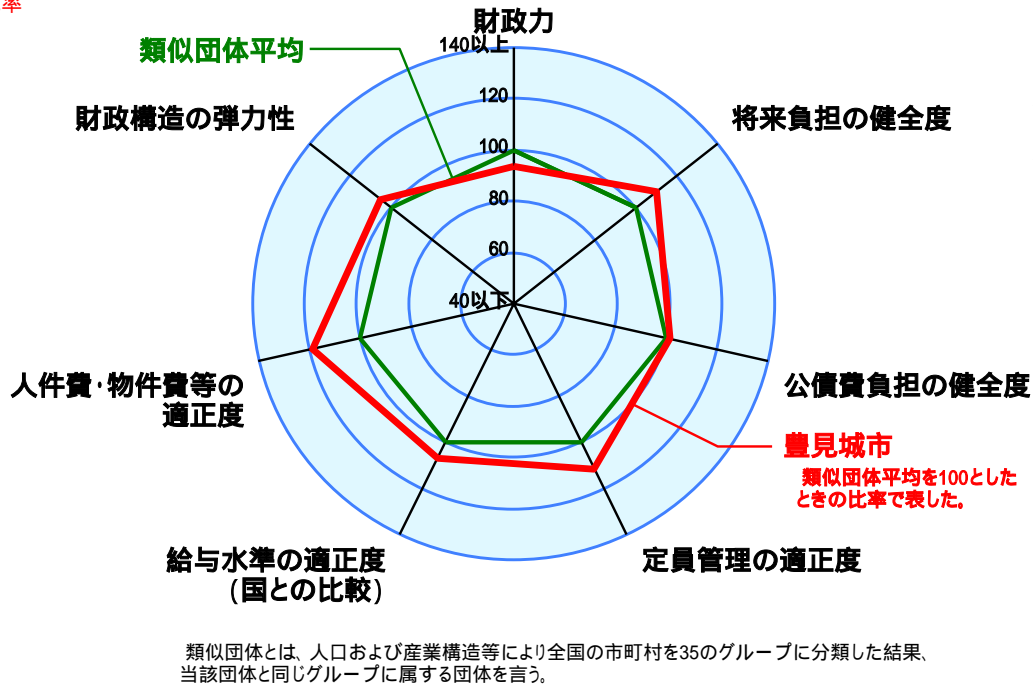 率
財政力
140以上
類似団体平均
120
財政構造の弾力性
将来負担の健全度
100
80
60
40以下
人件費・物件費等の
適正度
公債費負担の健全度
豊見城市
類似団体平均を100とした
ときの比率で表した。
給与水準の適正度
(国との比較)
定員管理の適正度
類似団体とは、人口および産業構造等により全国の市町村を35のグループに分類した結果、
当該団体と同じグループに属する団体を言う。